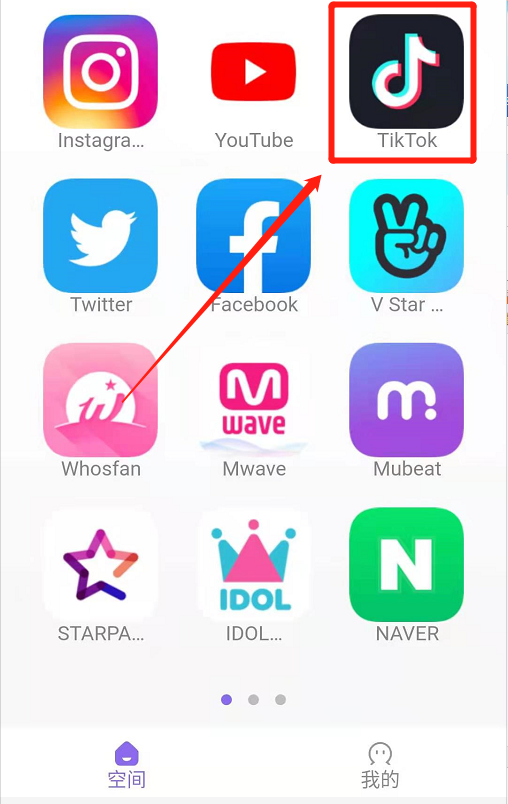 Instagra...
YouTube
TikTok
Twitter
Facebook
V Star ...
W
M
wave
m.
Whosfan
Mwave
Mubeat
IDOL
N
STARPA...
IDOL...
NAVER
空间
我的